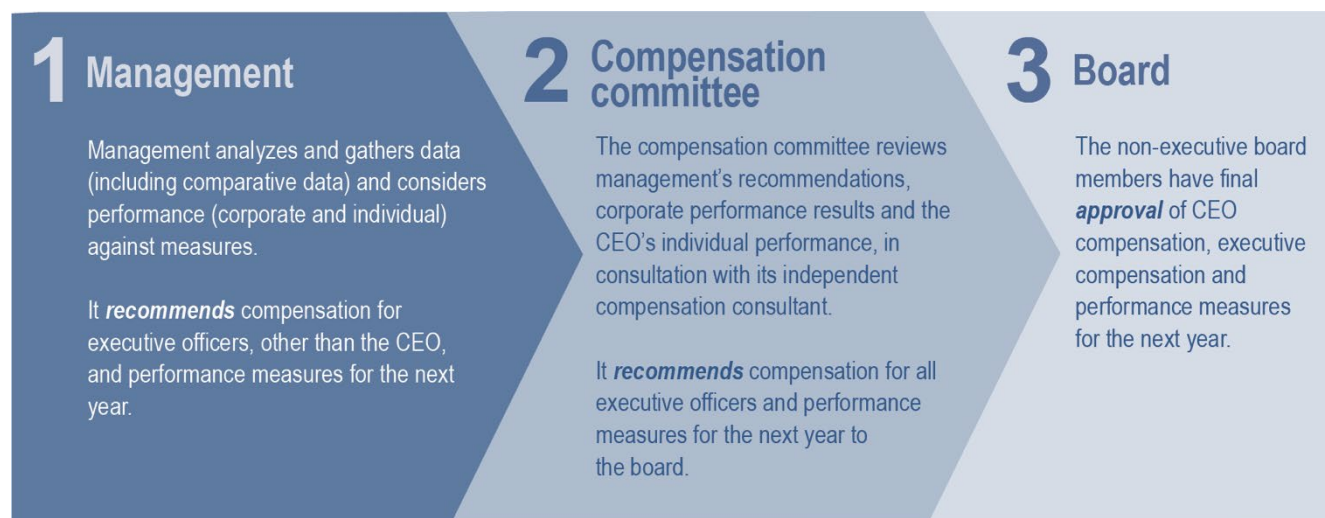 1 Management
Management analyzes and gathers data
(including comparative data) and considers
performance (corporate and individual)
against measures.
It recommends compensation for
executive officers, other than the CEO,
and performance measures for the next
year.
2 Compensation
committee
The compensation committee reviews
management’s recommendations,
corporate performance results and the
CEO’s individual performance, in
consultation with its independent
compensation consultant.
It recommends compensation for all
executive officers and performance
measures for the next year to
the board.
3 Board
The non-executive board
members have final
approval of CEO
compensation, executive
compensation and
performance measures
for the next year.